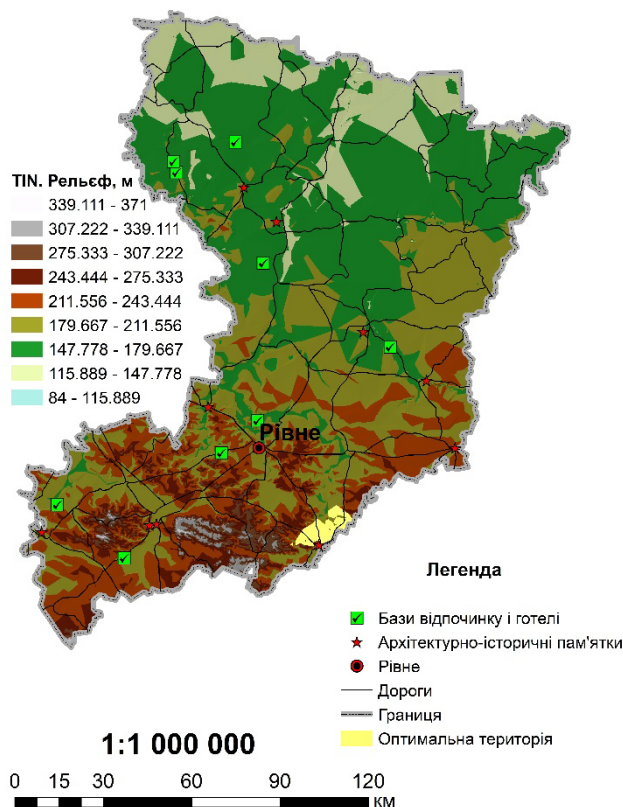 TIN. Рельєф, м
339.111 - 371
307.222 - 339.111
275.333 - 307.222
243.444 - 275.333
211.556 - 243.444
179.667 - 211.556
147.778 - 179.667
115.889 - 147.778
84 - 115.889
Рівне
Легенда
Бази відпочинку і готелі
Архітектурно-історичні пам'ятки
Рівне
Дороги
Границя
Оптимальна територія
1:1 000 000
0 15 30 60 90 120
км